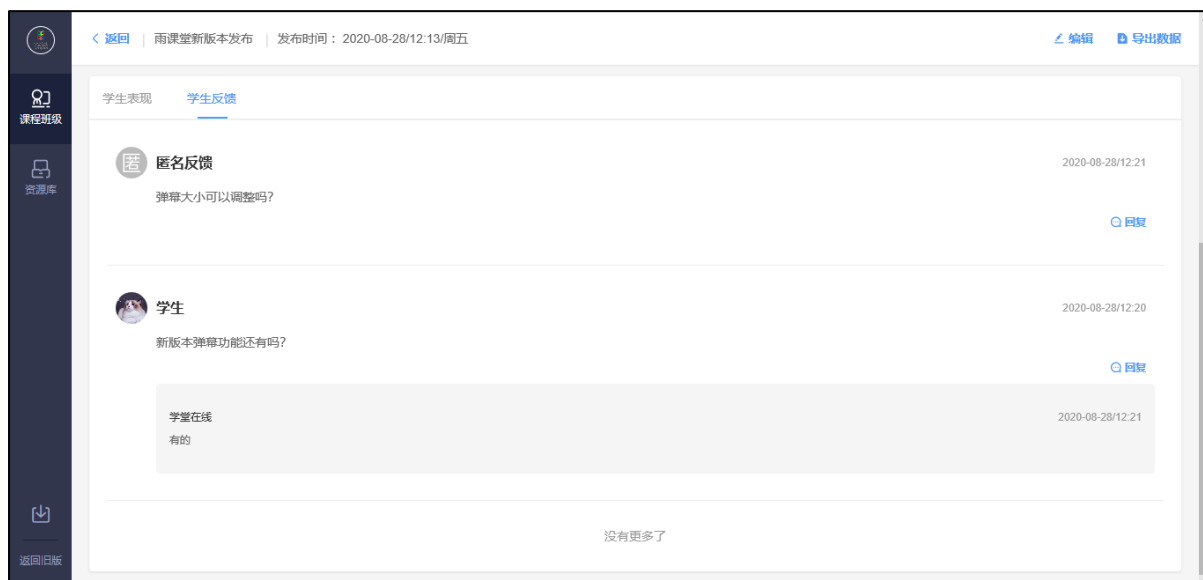 返回 | 雨课堂新版本发布 | 发布时间：2020-08-28/12:13/周五 编辑 导出数据
课程班级
资源库
返回旧版
学生表现 学生反馈
匿 匿名反馈 2020-08-28/12:21
弹幕大小可以调整吗?
回复
学生 2020-08-28/12:20
新版本弹幕功能还有吗?
回复
学堂在线 2020-08-28/12:21
有的
没有更多了